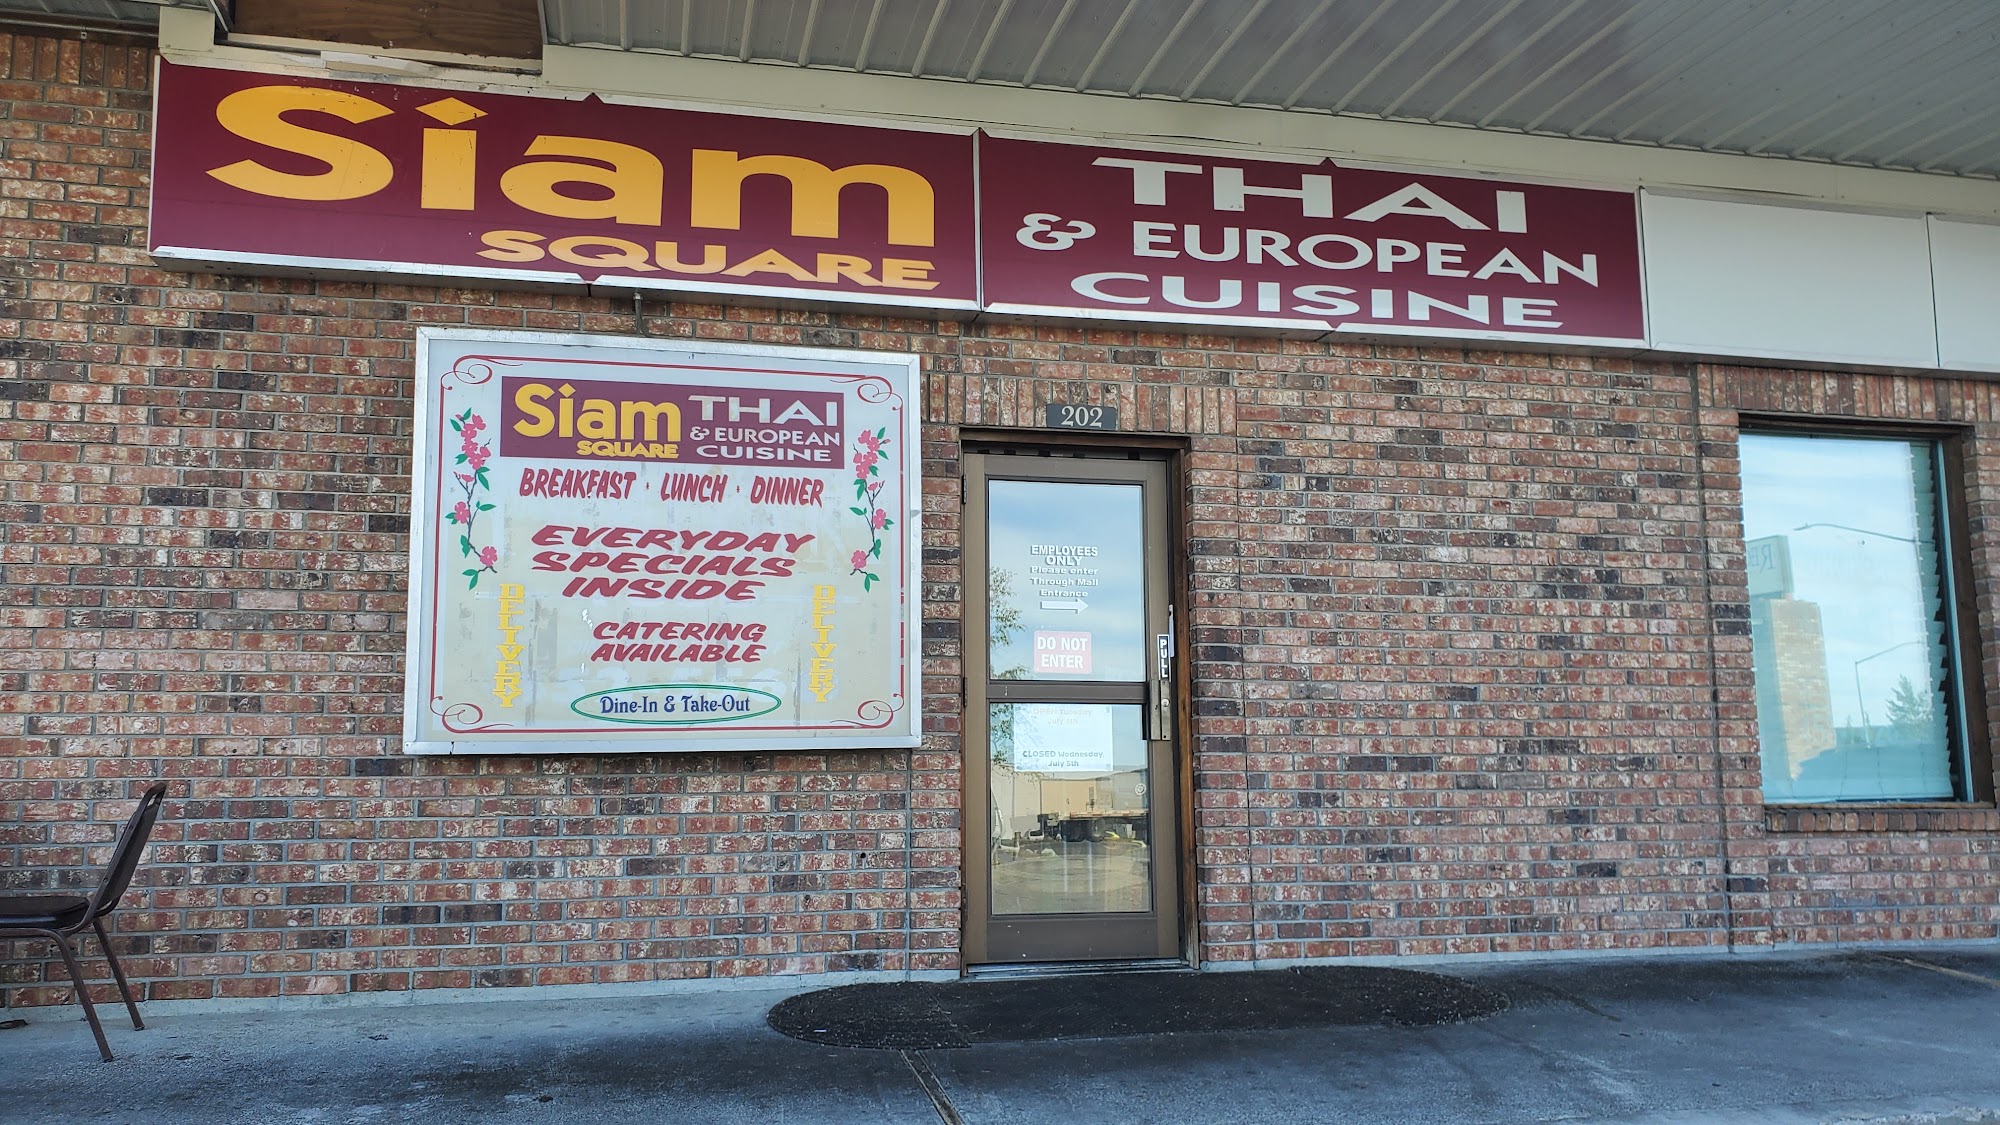 Siam
SQUARE
THAI
& EUROPEAN
CUISINE
Siam
SQUARE
THAI
& EUROPEAN
CUISINE
BREAKFAST · LUNCH · DINNER
EVERYDAY
SPECIALS
INSIDE
DELIVERY
DELIVERY
CATERING
AVAILABLE
Dine-In & Take-Out
202
EMPLOYEES
ONLY
Please enter
Through Mall
Entrance
DO NOT
ENTER
PULL
OPEN Tuesday
CLOSED Wednesday,
July 5th